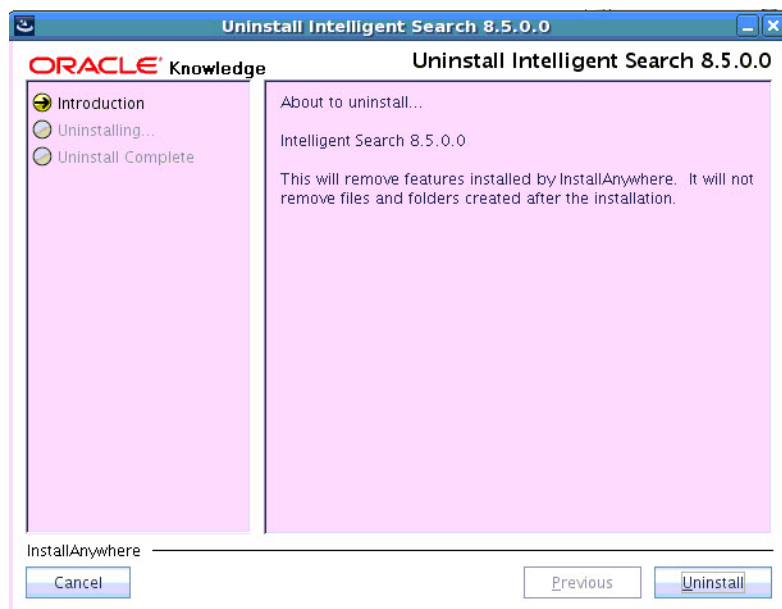 Uninstall Intelligent Search 8.5.0.0
ORACLE Knowledge
Uninstall Intelligent Search 8.5.0.0
Introduction
Uninstalling...
Uninstall Complete
About to uninstall...
Intelligent Search 8.5.0.0
This will remove features installed by InstallAnywhere. It will not
remove files and folders created after the installation.
InstallAnywhere
Cancel
Previous
Uninstall